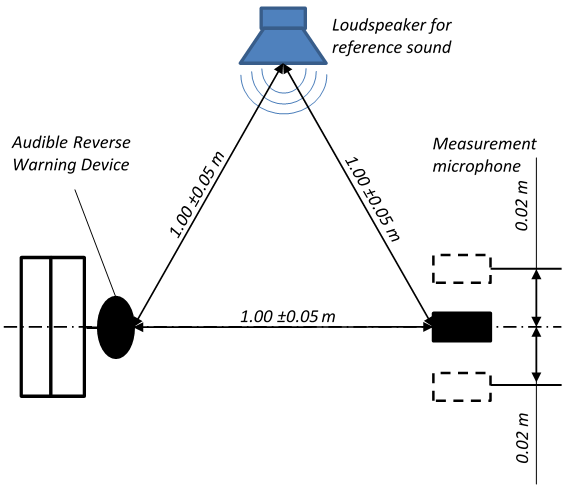 Loudspeaker for
reference sound
Audible Reverse
Warning Device
Measurement
microphone
1.00 ±0.05 m
1.00 ±0.05 m
0.02 m
1.00 ±0.05 m
0.02 m